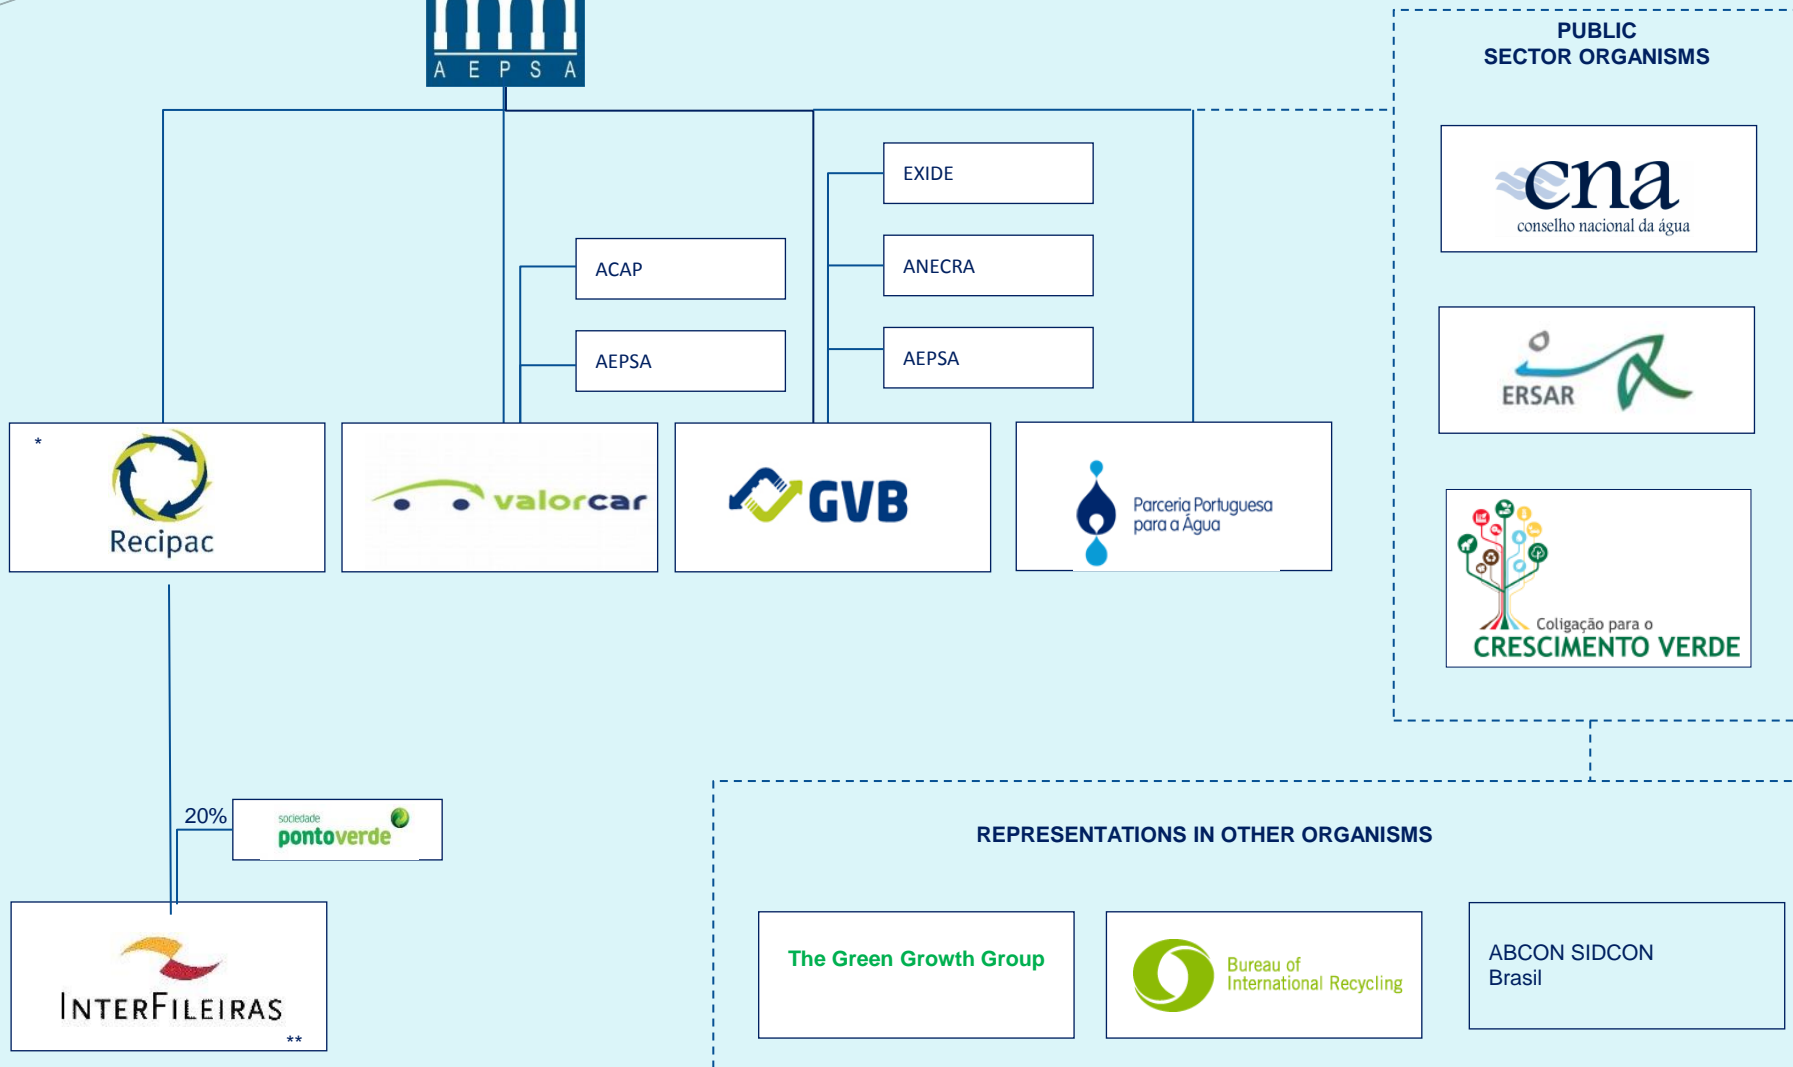 AEPSA
PUBLIC
SECTOR ORGANISMS
EXIDE
ACAP
ANECRA
AEPSA
AEPSA
cna
conselho nacional da água
ERSAR
*
Recipac
valorcar
GVB
Parceria Portuguesa
para a Água
Coligação para o
CRESCIMENTO VERDE
20%
sociedade
pontoverde
INTERFILEIRAS
**
REPRESENTATIONS IN OTHER ORGANISMS
The Green Growth Group
Bureau of
International Recycling
ABCON SIDCON
Brasil